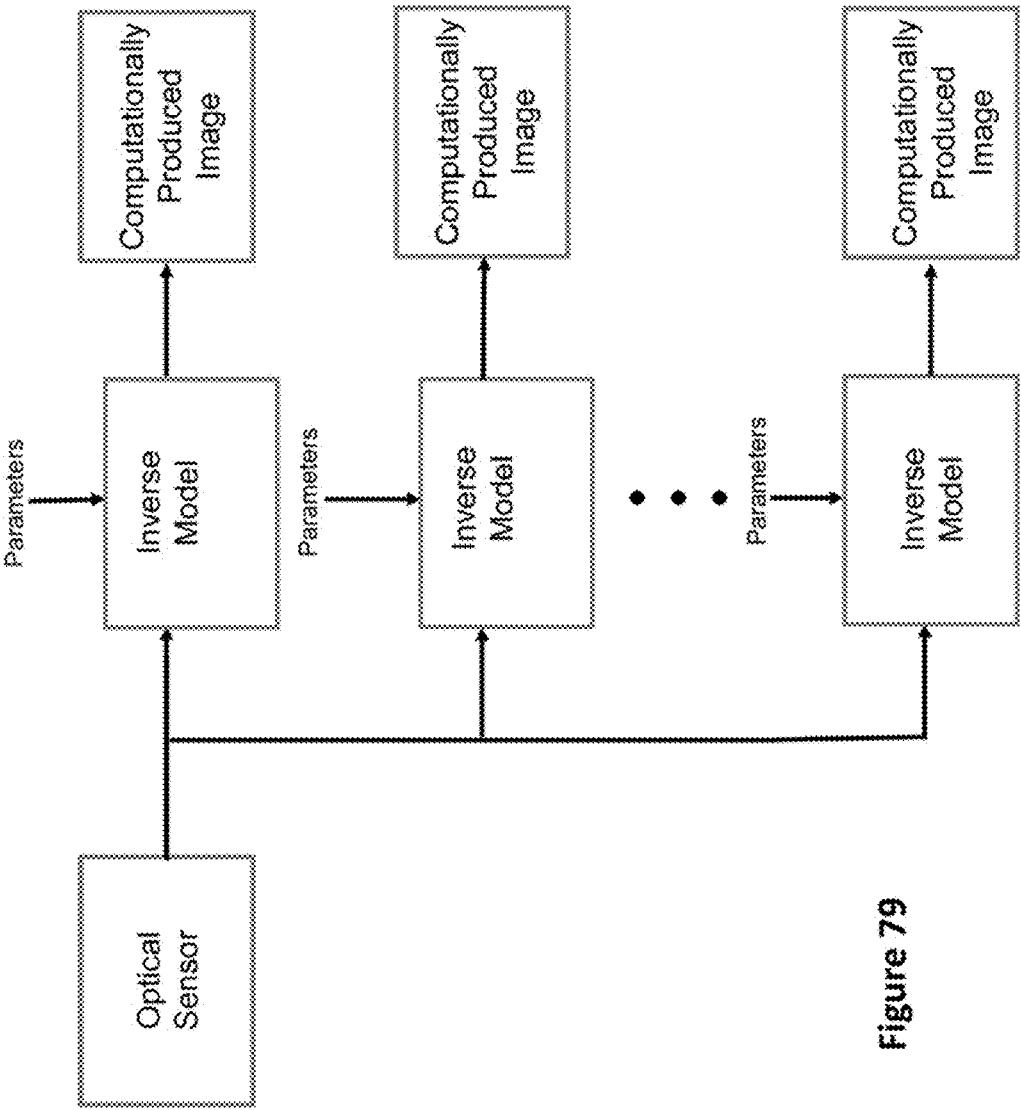 Optical
Sensor
Parameters
Inverse
Model
Computationally
Produced
Image
Parameters
Inverse
Model
Computationally
Produced
Image
Parameters
Inverse
Model
Computationally
Produced
Image
Figure 79